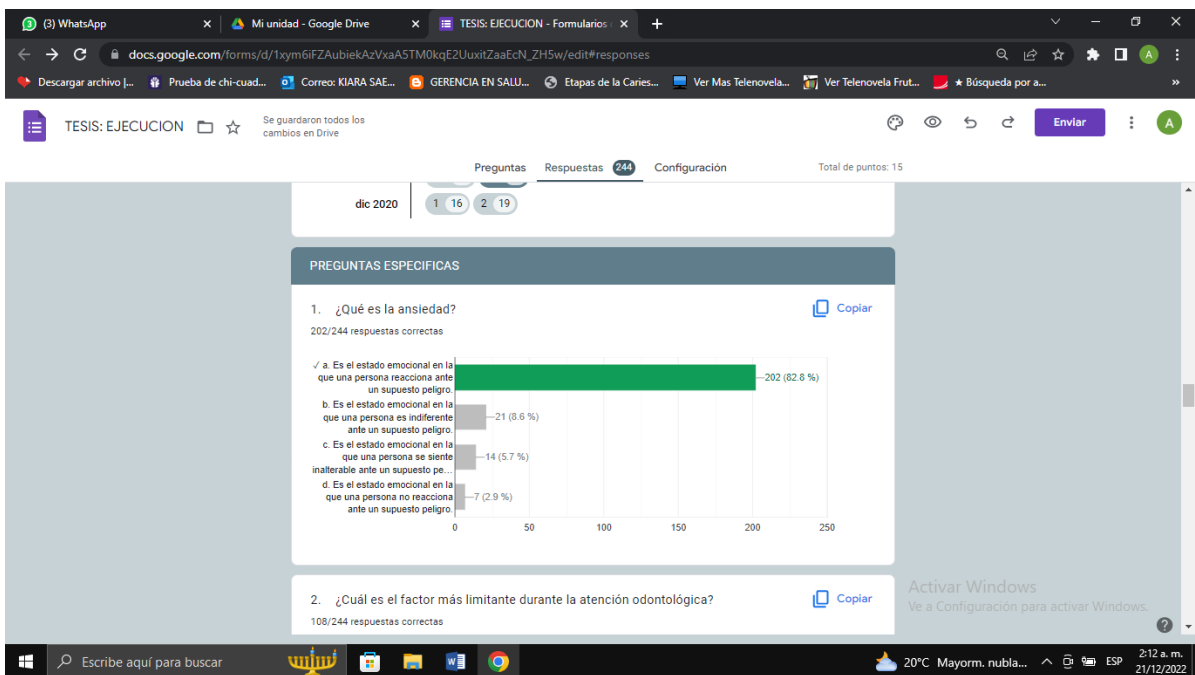 (3) WhatsApp
Mi unidad - Google Drive
TESIS: EJECUCION - Formularios
docs.google.com/forms/d/1xym6iFZAubiekAzVxaA5TM0kqE2UuxitZaaEcN_ZH5w/edit#responses
A
Descargar archivo |...
Prueba de chi-cuad...
Correo: KIARA SAE...
GERENCIA EN SALU...
Etapas de la Caries...
Ver Mas Telenovela...
Ver Telenovela Frut...
★ Búsqueda por a...
»
TESIS: EJECUCION
Se guardaron todos los
cambios en Drive
Enviar
A
Preguntas
Respuestas 244
Configuración
Total de puntos: 15
dic 2020
1 16
2 19
PREGUNTAS ESPECIFICAS
1. ¿Qué es la ansiedad?
Copiar
202/244 respuestas correctas
✓ a. Es el estado emocional en la
que una persona reacciona ante
un supuesto peligro.
202 (82.8 %)
b. Es el estado emocional en la
que una persona es indiferente
ante un supuesto peligro.
21 (8.6 %)
c. Es el estado emocional en la
que una persona se siente
inalterable ante un supuesto pe...
14 (5.7 %)
d. Es el estado emocional en la
que una persona no reacciona
ante un supuesto peligro.
7 (2.9 %)
0 50 100 150 200 250
2. ¿Cuál es el factor más limitante durante la atención odontológica?
Copiar
108/244 respuestas correctas
Activar Windows
Ve a Configuración para activar Windows.
Escribe aquí para buscar
20°C Mayorm. nubla...
ESP
2:12 a. m.
21/12/2022